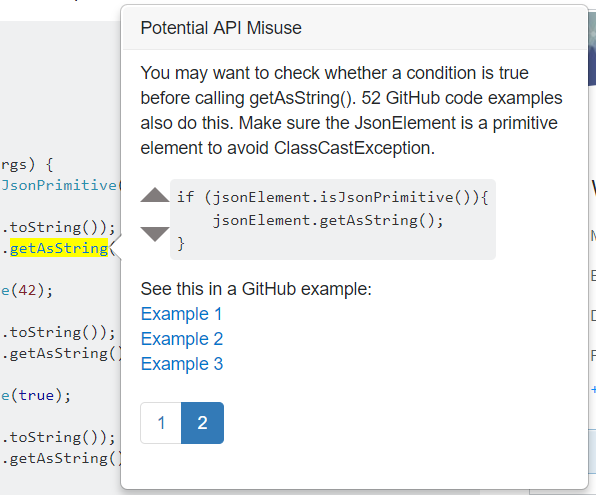 Potential API Misuse
You may want to check whether a condition is true
before calling getAsString(). 52 GitHub code examples
also do this. Make sure the JsonElement is a primitive
element to avoid ClassCastException.
if (jsonElement.isJsonPrimitive()){
jsonElement.getAsString();
}
See this in a GitHub example:
Example 1
Example 2
Example 3
1 2
rgs) {
JsonPrimitive(
.toString());
.getAsString(
e(42);
.toString());
.getAsString()
e(true);
.toString());
.getAsString()